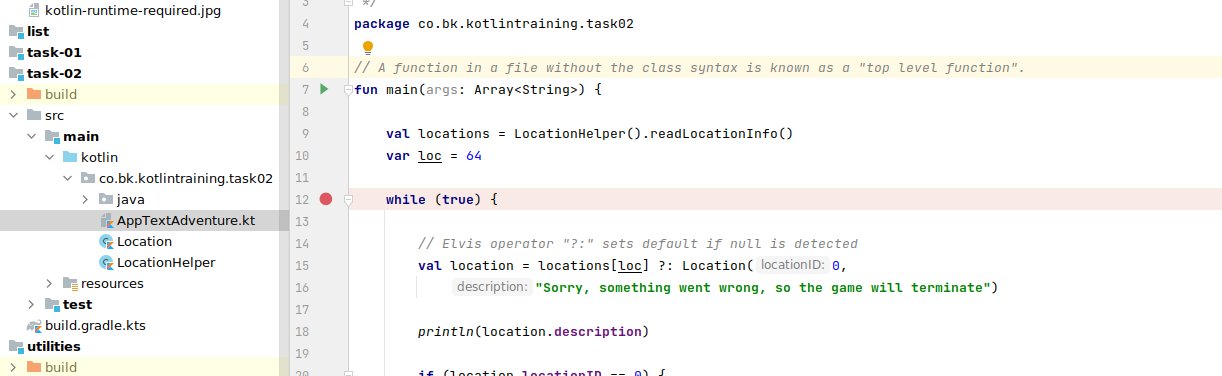 kotlin-runtime-required.jpg
list
task-01
task-02
build
src
main
kotlin
co.bk.kotlintraining.task02
java
AppTextAdventure.kt
Location
LocationHelper
resources
test
build.gradle.kts
utilities
build
3 */
4 package co.bk.kotlintraining.task02
5
6 // A function in a file without the class syntax is known as a "top level function".
7 fun main(args: Array<String>) {
8
9 val locations = LocationHelper().readLocationInfo()
10 var loc = 64
11
12 while (true) {
13
14 // Elvis operator "?:" sets default if null is detected
15 val location = locations[loc] ?: Location( locationID: 0,
16 description: "Sorry, something went wrong, so the game will terminate")
17
18 println(location.description)
19
20 if (location.locationID == 0) {